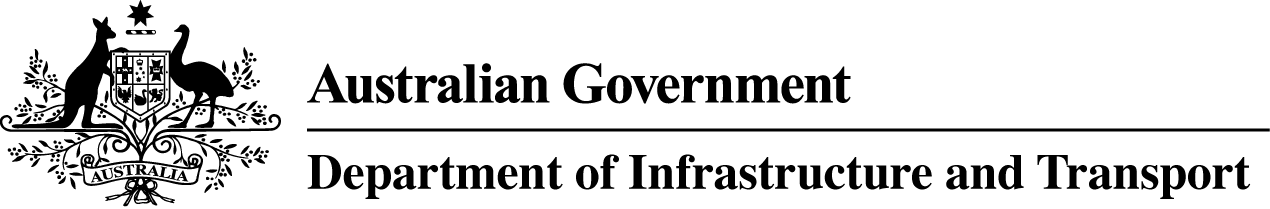 Australian Government
Department of Infrastructure and Transport
AUSTRALIA